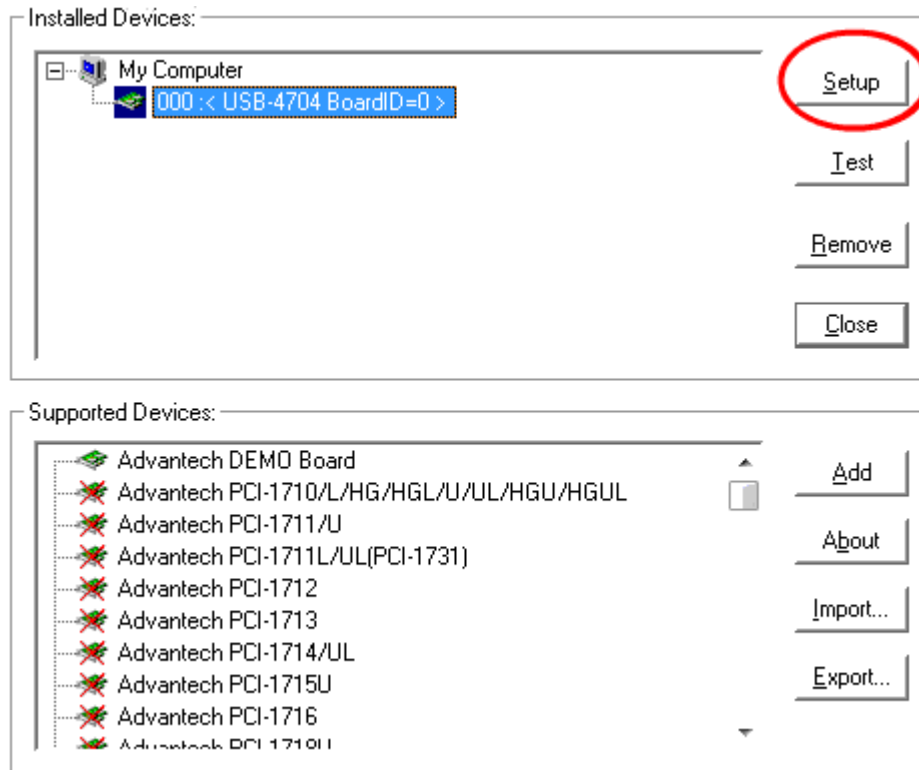 Installed Devices:
My Computer
000 :< USB-4704 BoardID=0 >
Setup
Test
Remove
Close
Supported Devices:
Advantech DEMO Board
Advantech PCI-1710/L/HG/HGL/U/UL/HGU/HGUL
Advantech PCI-1711/U
Advantech PCI-1711L/UL(PCI-1731)
Advantech PCI-1712
Advantech PCI-1713
Advantech PCI-1714/UL
Advantech PCI-1715U
Advantech PCI-1716
Advantech
Add
About
Import...
Export...